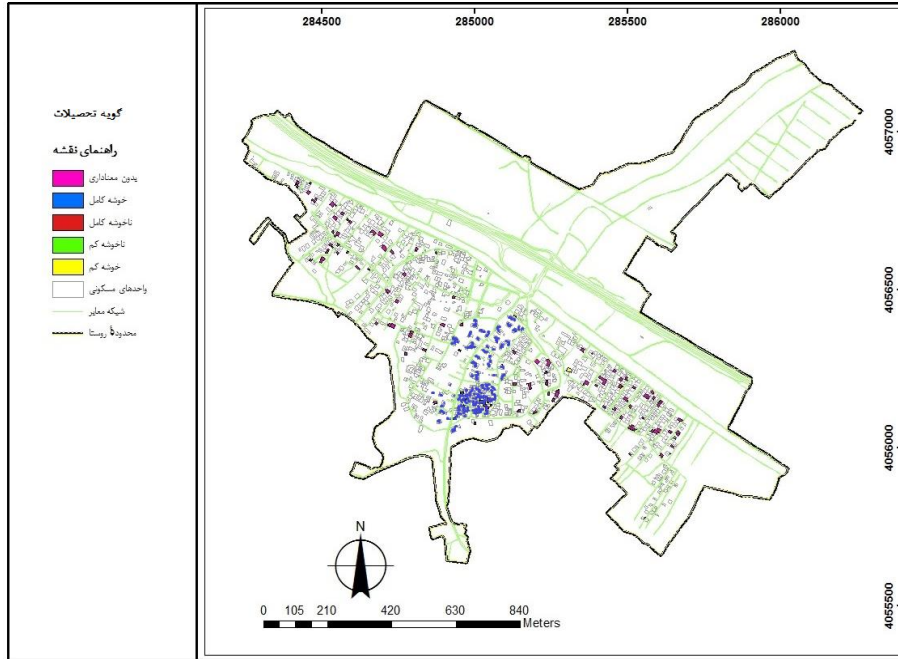 گویه تحصیلات
راهنمای نقشه
بدون معناداری
خوشه کامل
ناخوشه کامل
ناخوشه کم
خوشه کم
واحدهای مسکونی
شبکه معابر
محدوده روستا
284500 285000 285500 286000
4057000
4056500
4056000
4055500
N
0 105 210 420 630 840
Meters